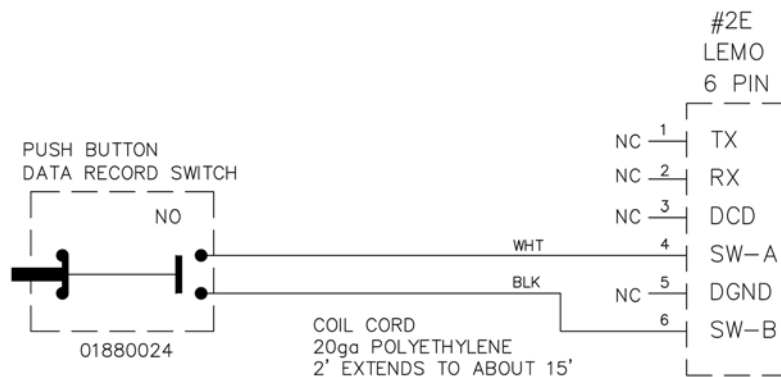 #2E
LEMO
6 PIN
NC 1 TX
NC 2 RX
NC 3 DCD
PUSH BUTTON
DATA RECORD SWITCH
NO
WHT 4 SW-A
BLK NC 5 DGND
6 SW-B
01880024
COIL CORD
20ga POLYETHYLENE
2' EXTENDS TO ABOUT 15'